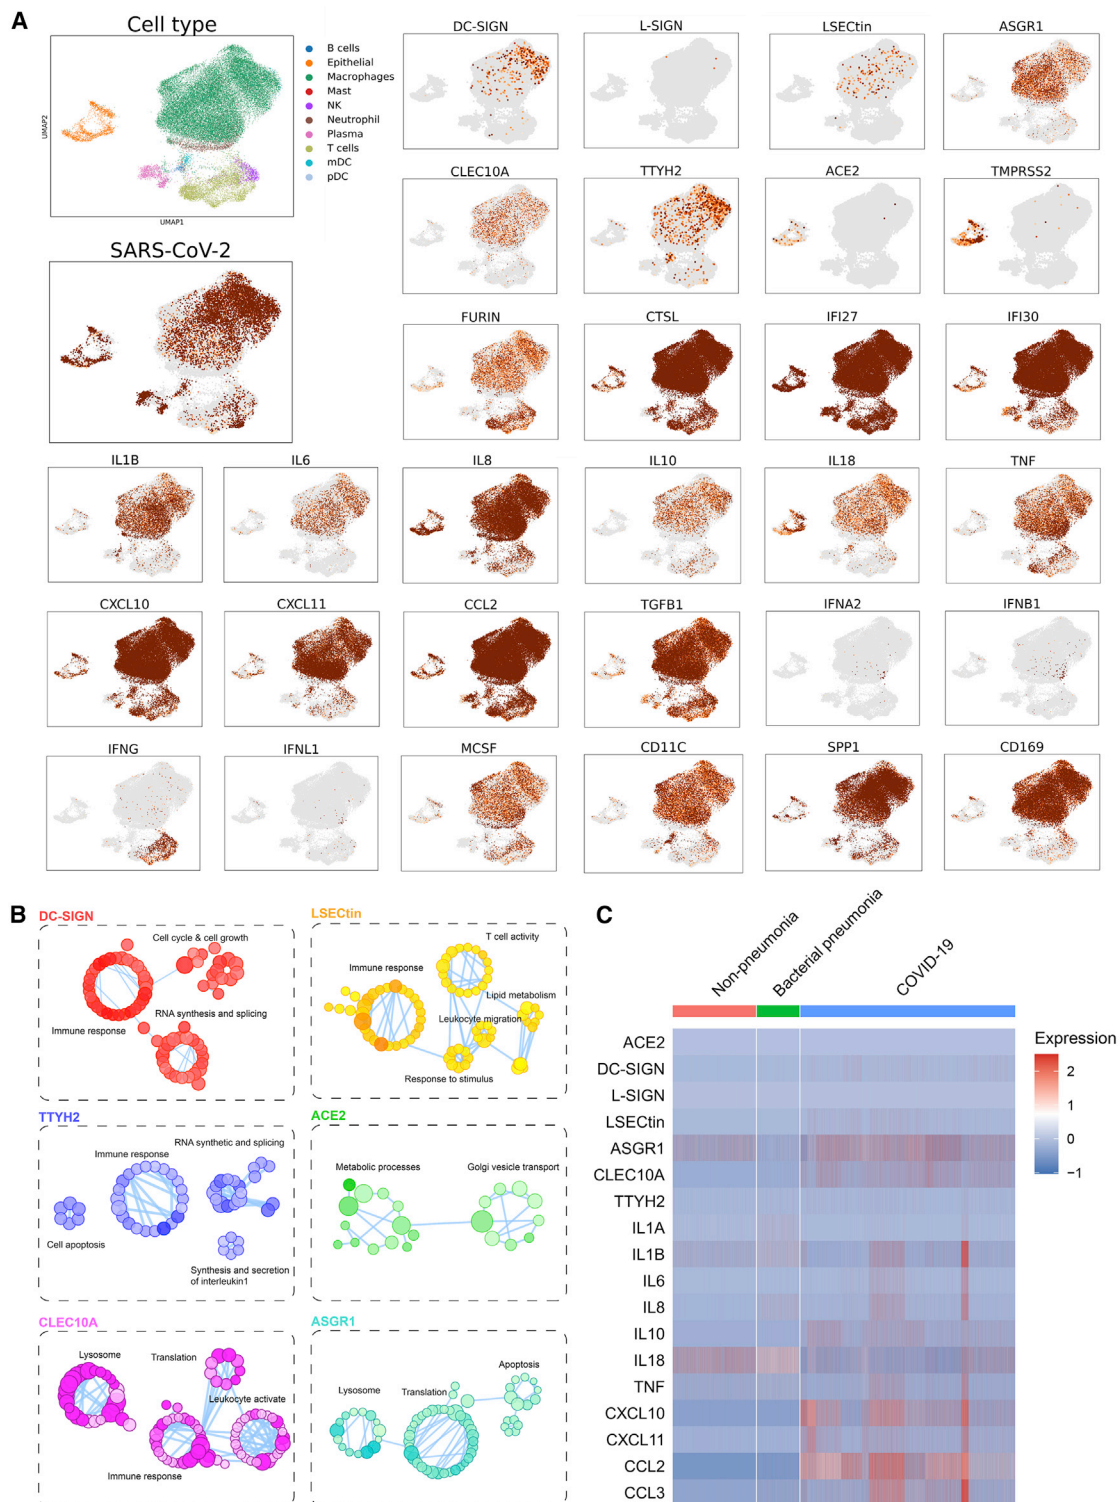 A
Cell type
B cells
Epithelial
Macrophages
Mast
NK
Neutrophil
Plasma
T cells
mDC
pDC
UMAP2
UMAP1
DC-SIGN
L-SIGN
LSECtin
ASGR1
CLEC10A
TTYH2
ACE2
TMPRSS2
SARS-CoV-2
FURIN
CTSL
IFI27
IFI30
IL1B
IL6
IL8
IL10
IL18
TNF
CXCL10
CXCL11
CCL2
TGFB1
IFNA2
IFNB1
IFNG
IFNL1
MCSF
CD11C
SPP1
CD169
B
DC-SIGN
Cell cycle & cell growth
Immune response
RNA synthesis and splicing
LSECtin
T cell activity
Immune response
Lipid metabolism
Leukocyte migration
Response to stimulus
TTYH2
RNA synthetic and splicing
Immune response
Cell apoptosis
Synthesis and secretion
of interleukin1
ACE2
Metabolic processes
Golgi vesicle transport
CLEC10A
Lysosome
Translation
Leukocyte activate
Immune response
ASGR1
Apoptosis
Lysosome
Translation
C
Non-pneumonia
Bacterial pneumonia
COVID-19
ACE2
DC-SIGN
L-SIGN
LSECtin
ASGR1
CLEC10A
TTYH2
IL1A
IL1B
IL6
IL8
IL10
IL18
TNF
CXCL10
CXCL11
CCL2
CCL3
Expression
2
1
0
−1